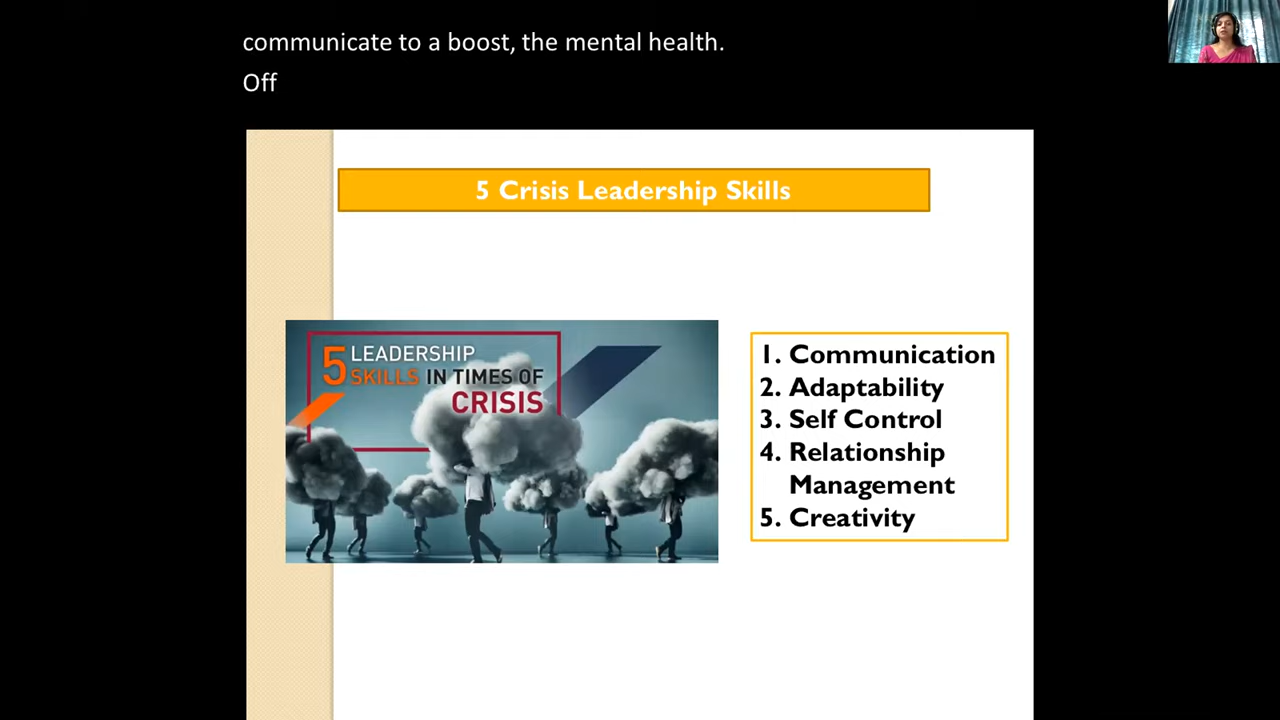 communicate to a boost, the mental health.
Off
5 Crisis Leadership Skills
5 LEADERSHIP
SKILLS IN TIMES OF
CRISIS
1. Communication
2. Adaptability
3. Self Control
4. Relationship
Management
5. Creativity